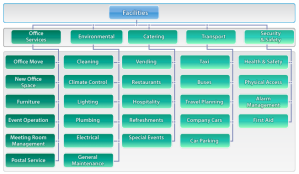 Facilities
Office
Services
Environmental
Catering
Transport
Security
& Safety
Office Move
Cleaning
Vending
Taxi
Health & Safety
New Office
Space
Climate Control
Restaurants
Buses
Physical Access
Furniture
Lighting
Hospitality
Travel Planning
Alarm
Management
Event Operation
Plumbing
Refreshments
Company Cars
First Aid
Meeting Room
Management
Electrical
Special Events
Car Parking
Postal Service
General
Maintenance